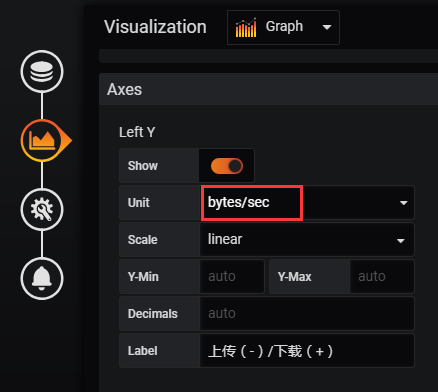 Visualization Graph
Axes
Left Y
Show
Unit bytes/sec
Scale linear
Y-Min auto Y-Max auto
Decimals auto
Label 上传（-）/下载（+）